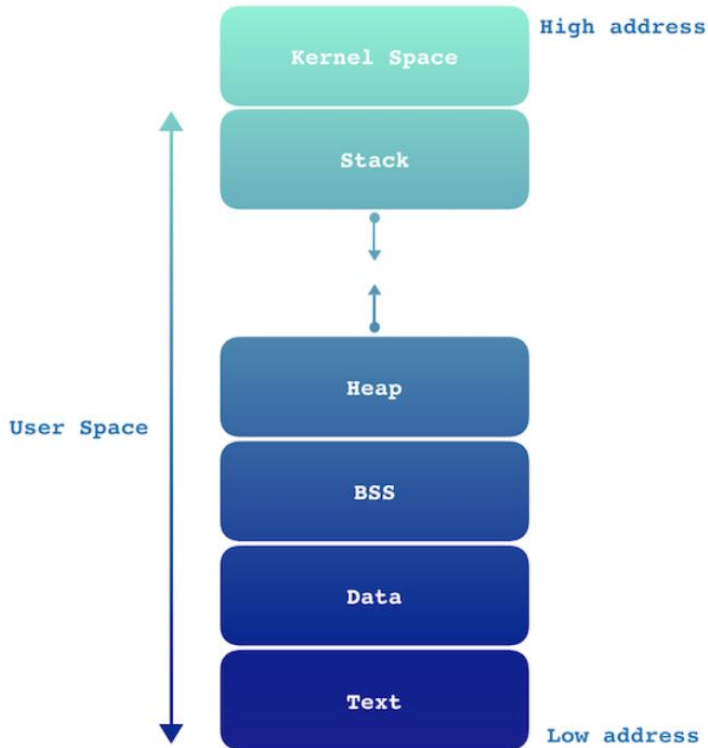 High address
Kernel Space
Stack
Heap
User Space
BSS
Data
Text
Low address